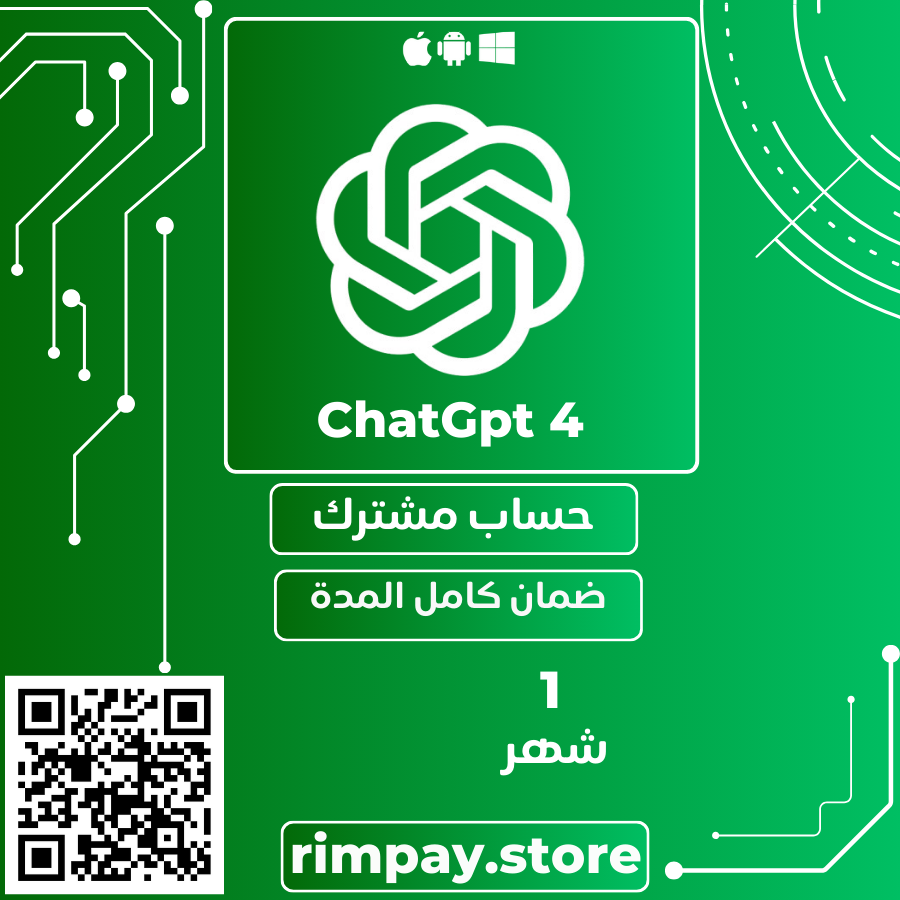 ChatGpt 4
حساب مشترك
ضمان كامل المدة
1
شهر
rimpay.store